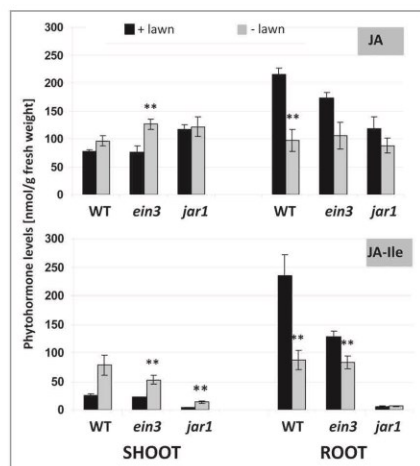 + lawn - lawn
JA
Phytohormone levels [nmol/g fresh weight]
300
250
200
150
100
50
0
**
**
WT ein3 jar1 WT ein3 jar1
JA-Ile
300
250
200
150
100
50
0
**
**
**
**
WT ein3 jar1 WT ein3 jar1
SHOOT ROOT